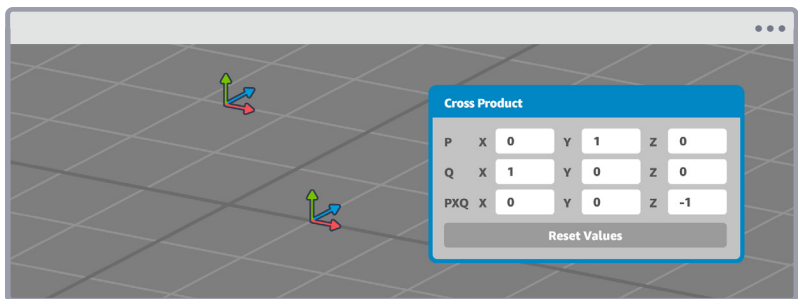 Cross Product
P X 0 Y 1 Z 0
Q X 1 Y 0 Z 0
PXQ X 0 Y 0 Z -1
Reset Values